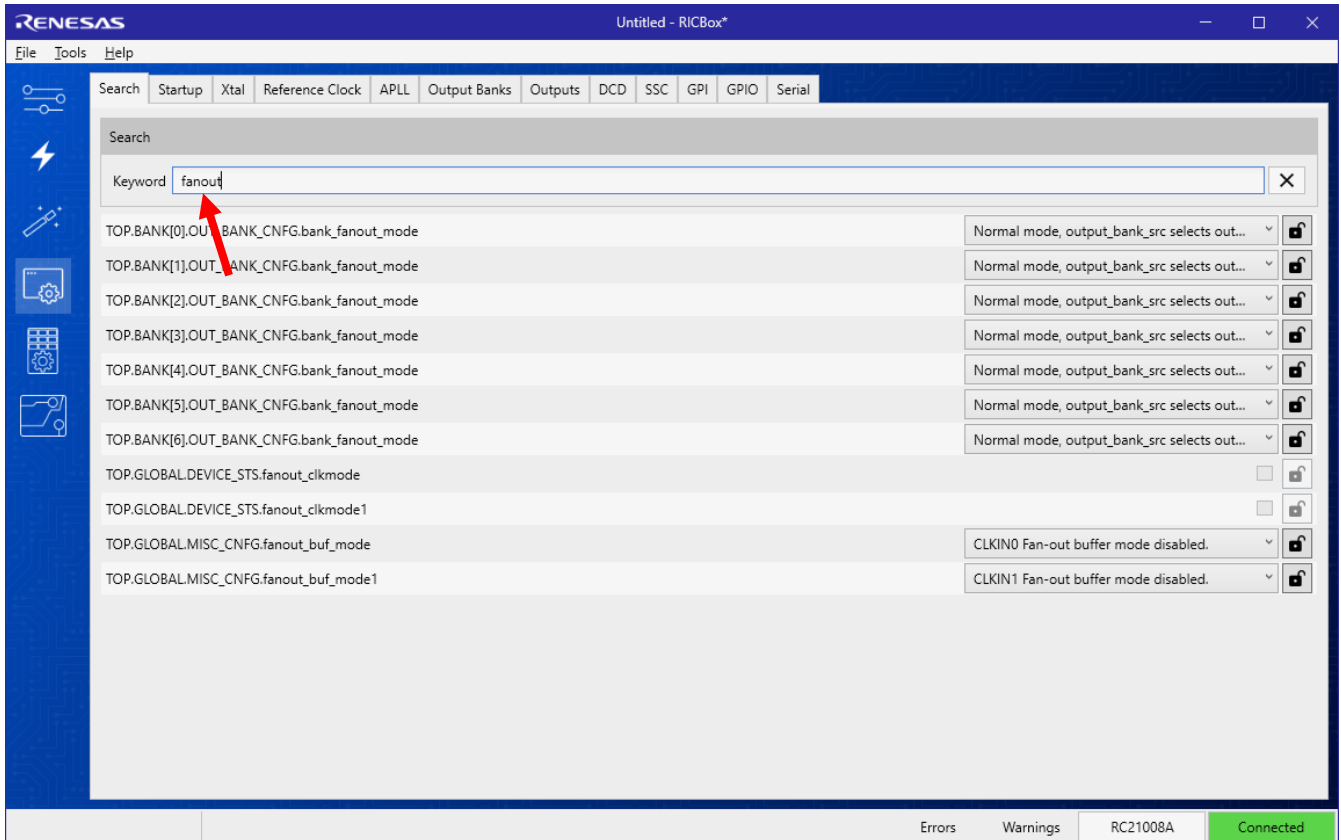 RENESAS
Untitled - RICBox*
File Tools Help
Search Startup Xtal Reference Clock APLL Output Banks Outputs DCD SSC GPI GPIO Serial
Search
Keyword fanout
TOP.BANK[0].OUT_BANK_CNFG.bank_fanout_mode Normal mode, output_bank_src selects out...
TOP.BANK[1].OUT_BANK_CNFG.bank_fanout_mode Normal mode, output_bank_src selects out...
TOP.BANK[2].OUT_BANK_CNFG.bank_fanout_mode Normal mode, output_bank_src selects out...
TOP.BANK[3].OUT_BANK_CNFG.bank_fanout_mode Normal mode, output_bank_src selects out...
TOP.BANK[4].OUT_BANK_CNFG.bank_fanout_mode Normal mode, output_bank_src selects out...
TOP.BANK[5].OUT_BANK_CNFG.bank_fanout_mode Normal mode, output_bank_src selects out...
TOP.BANK[6].OUT_BANK_CNFG.bank_fanout_mode Normal mode, output_bank_src selects out...
TOP.GLOBAL.DEVICE_STS.fanout_clkmode
TOP.GLOBAL.DEVICE_STS.fanout_clkmode1
TOP.GLOBAL.MISC_CNFG.fanout_buf_mode CLKIN0 Fan-out buffer mode disabled.
TOP.GLOBAL.MISC_CNFG.fanout_buf_mode1 CLKIN1 Fan-out buffer mode disabled.
Errors Warnings RC21008A Connected